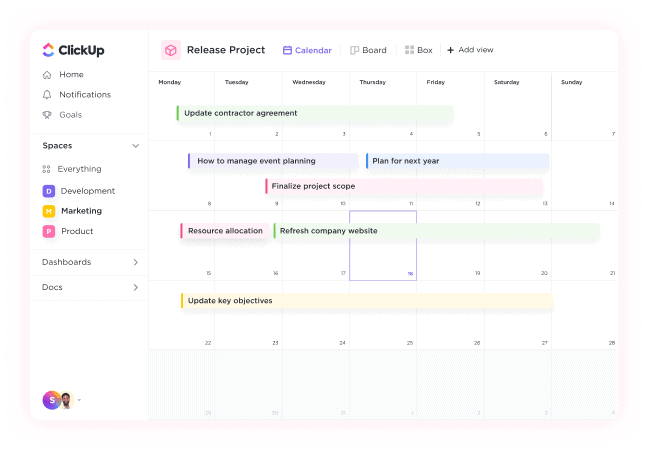 ClickUp
Home
Notifications
Goals
Spaces
Everything
D Development
M Marketing
P Product
Dashboards
Docs
S
Release Project
Calendar
Board
Box
+ Add view
Monday Tuesday Wednesday Thursday Friday Saturday Sunday
Update contractor agreement
1 2 3 4 5 6 7
How to manage event planning
Plan for next year
Finalize project scope
8 9 10 11 12 13 14
Resource allocation
Refresh company website
15 16 17 18 19 20 21
Update key objectives
22 23 24 25 26 27 28
29 30 31 1 2 3 4